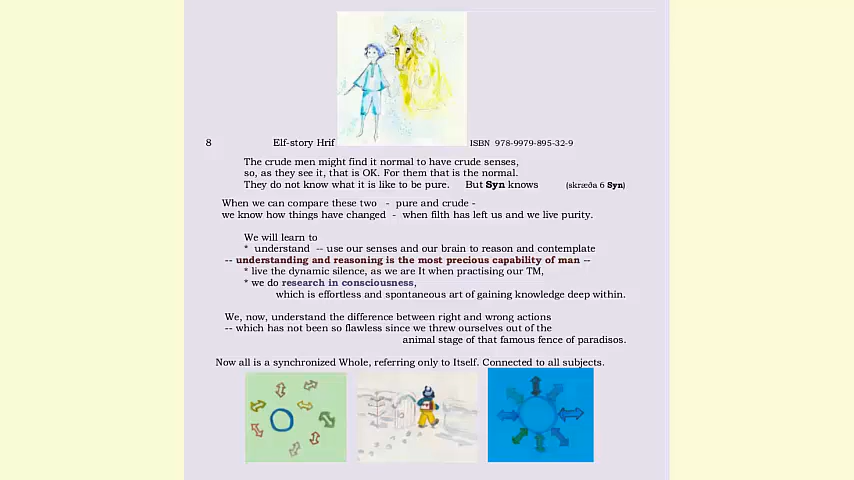 8 Elf-story Hrif ISBN 978-9979-895-32-9
The crude men might find it normal to have crude senses,
so, as they see it, that is OK. For them that is the normal.
They do not know what it is like to be pure. But Syn knows (skræða 6 Syn)
When we can compare these two - pure and crude -
we know how things have changed - when filth has left us and we live purity.
We will learn to
* understand -- use our senses and our brain to reason and contemplate
-- understanding and reasoning is the most precious capability of man --
* live the dynamic silence, as we are It when practising our TM,
* we do research in consciousness,
which is effortless and spontaneous art of gaining knowledge deep within.
We, now, understand the difference between right and wrong actions
-- which has not been so flawless since we threw ourselves out of the
animal stage of that famous fence of paradisos.
Now all is a synchronized Whole, referring only to Itself. Connected to all subjects.